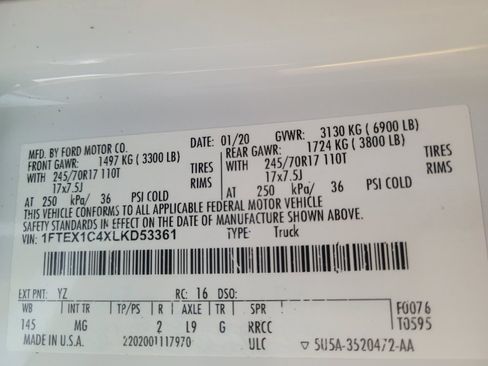 MFD. BY FORD MOTOR CO. DATE: 01/20 GVWR: 3130 KG ( 6900 LB)
FRONT GAWR: 1497 KG ( 3300 LB) REAR GAWR: 1724 KG ( 3800 LB)
WITH 245/70R17 110T TIRES WITH 245/70R17 110T TIRES
17x7.5J RIMS 17x7.5J RIMS
AT 250 kPa/ 36 PSI COLD AT 250 kPa/ 36 PSI COLD
THIS VEHICLE CONFORMS TO ALL APPLICABLE FEDERAL MOTOR VEHICLE
SAFETY STANDARDS IN EFFECT ON THE DATE OF MANUFACTURE SHOWN ABOVE.
VIN: 1FTEX1C4XLKD53361 TYPE: Truck
EXT PNT: YZ RC: 16 DSO: F0076
WB INT TR TP/PS R AXLE TR SPR T0595
145 MG 2 L9 G RRCC
MADE IN U.S.A. 2202001117970 ULC ▽ 5U5A-3520472-AA